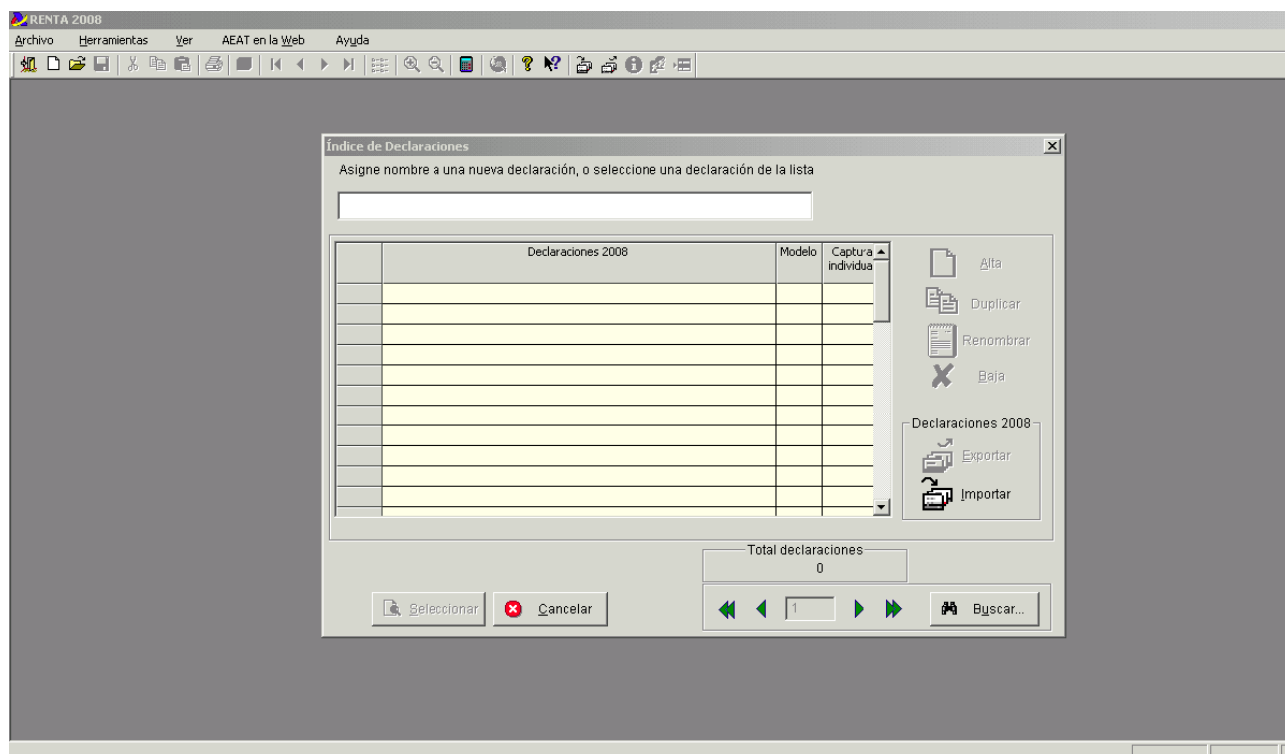 RENTA 2008
Archivo Herramientas Ver AEAT en la Web Ayuda
Índice de Declaraciones
Asigne nombre a una nueva declaración, o seleccione una declaración de la lista
Declaraciones 2008 Modelo Captura
individua
Alta
Duplicar
Renombrar
Baja
Declaraciones 2008
Exportar
Importar
Total declaraciones
0
Seleccionar Cancelar 1 Buscar...